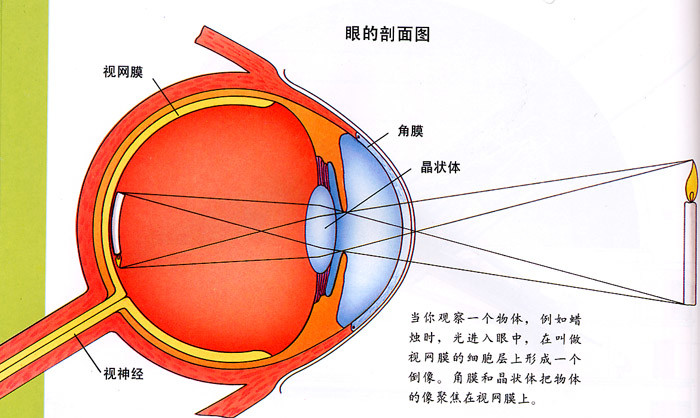 眼的剖面图
视网膜
角膜
晶状体
当你观察一个物体，例如蜡
烛时，光进入眼中，在叫做
视网膜的细胞层上形成一个
倒像。角膜和晶状体把物体
的像聚焦在视网膜上。
视神经